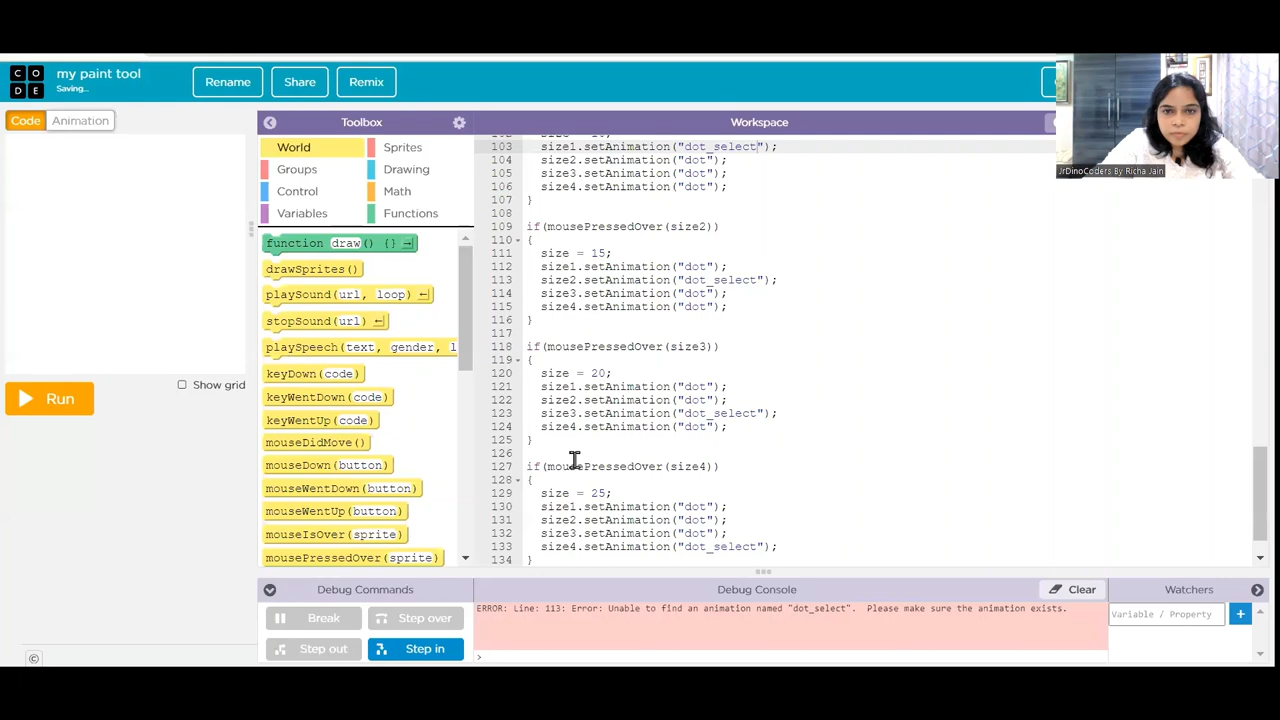 C O
D E
my paint tool
Saving...
Rename
Share
Remix
JrDinoCoders By Richa Jain
Code
Animation
Toolbox
Workspace
World
Sprites
Groups
Drawing
Control
Math
Variables
Functions
function draw() {}
drawSprites()
playSound(url, loop)
stopSound(url)
playSpeech(text, gender, l
keyDown(code)
keyWentDown(code)
keyWentUp(code)
mouseDidMove()
mouseDown(button)
mouseWentDown(button)
mouseWentUp(button)
mouseIsOver(sprite)
mousePressedOver(sprite)
Show grid
Run
103 size1.setAnimation("dot_select");
104 size2.setAnimation("dot");
105 size3.setAnimation("dot");
106 size4.setAnimation("dot");
107 }
108
109 if(mousePressedOver(size2))
110 {
111 size = 15;
112 size1.setAnimation("dot");
113 size2.setAnimation("dot_select");
114 size3.setAnimation("dot");
115 size4.setAnimation("dot");
116 }
117
118 if(mousePressedOver(size3))
119 {
120 size = 20;
121 size1.setAnimation("dot");
122 size2.setAnimation("dot");
123 size3.setAnimation("dot_select");
124 size4.setAnimation("dot");
125 }
126
127 if(mousePressedOver(size4))
128 {
129 size = 25;
130 size1.setAnimation("dot");
131 size2.setAnimation("dot");
132 size3.setAnimation("dot");
133 size4.setAnimation("dot_select");
134 }
Debug Commands
Debug Console
Clear
Watchers
Break
Step over
Step out
Step in
ERROR: Line: 113: Error: Unable to find an animation named "dot_select". Please make sure the animation exists.
>
Variable / Property
+
©